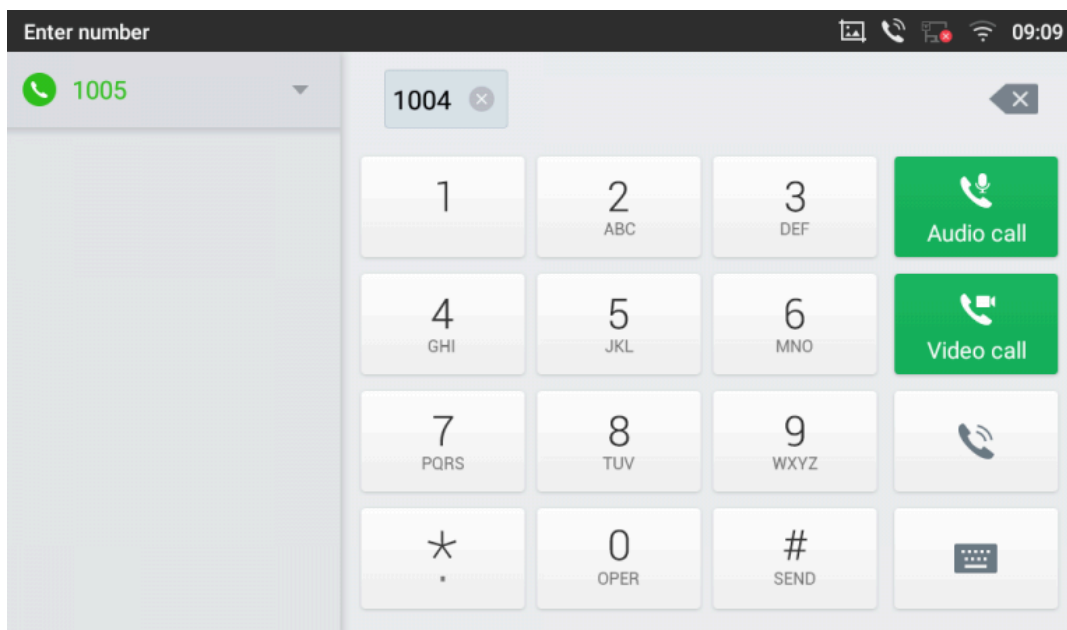 Enter number
09:09
1005
1004
1
2
ABC
3
DEF
Audio call
4
GHI
5
JKL
6
MNO
Video call
7
PQRS
8
TUV
9
WXYZ
*
0
OPER
#
SEND